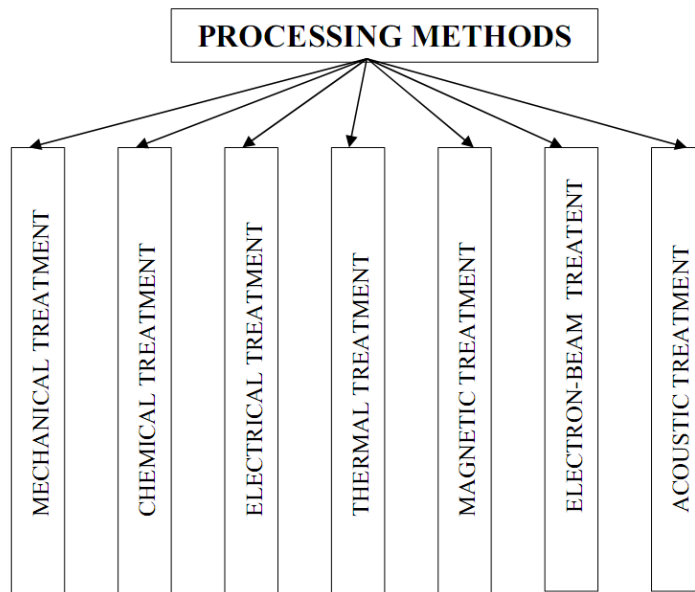 PROCESSING METHODS
MECHANICAL TREATMENT
CHEMICAL TREATMENT
ELECTRICAL TREATMENT
THERMAL TREATMENT
MAGNETIC TREATMENT
ELECTRON-BEAM TREATENT
ACOUSTIC TREATMENT